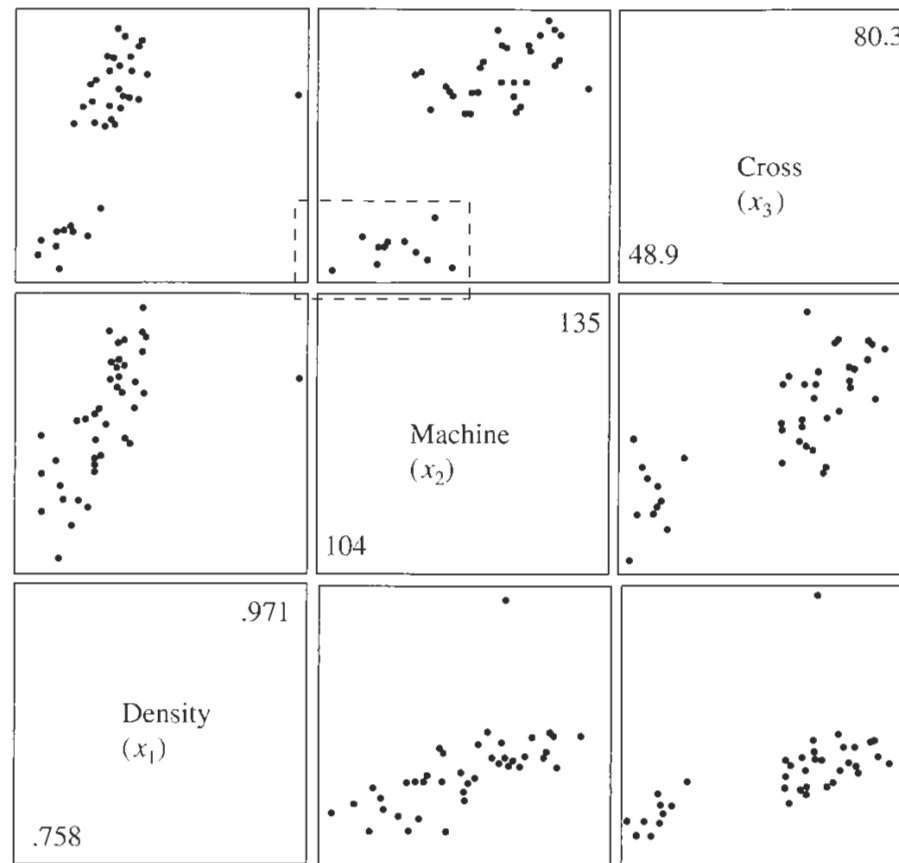 80.3
Cross
(x₃)
48.9
135
Machine
(x₂)
104
.971
Density
(x₁)
.758